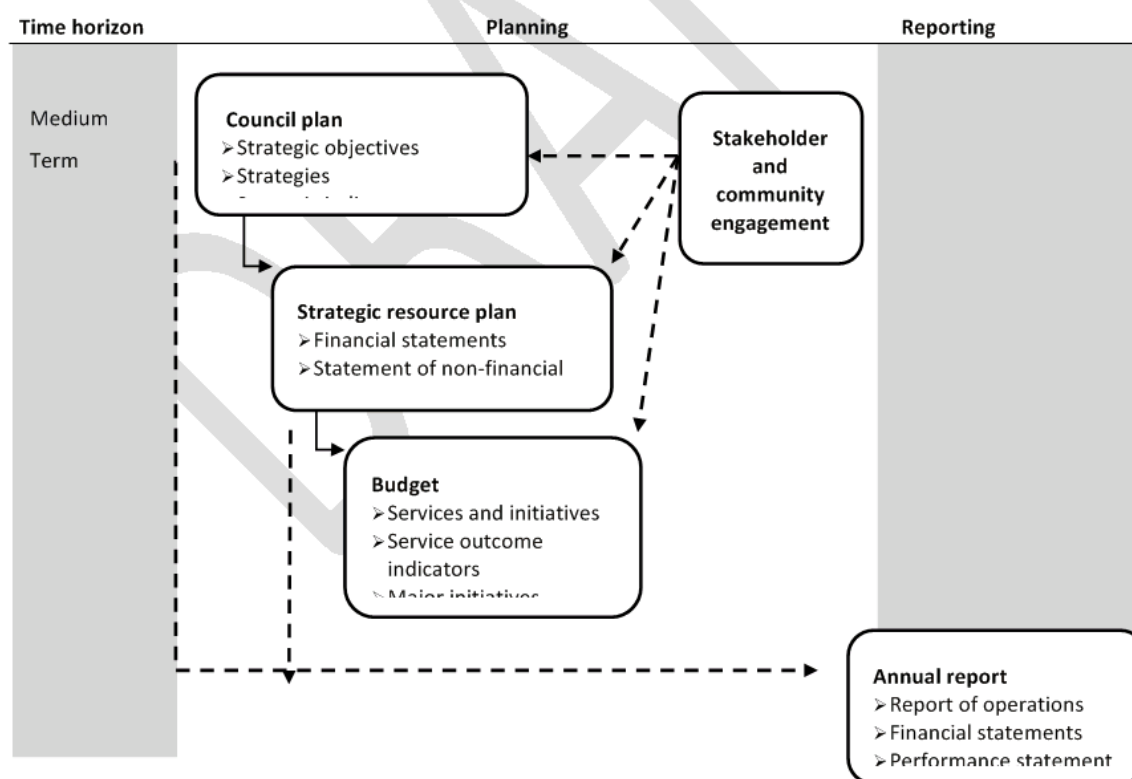 Time horizon
Planning
Reporting
Medium
Term
Council plan
➢Strategic objectives
➢Strategies
Stakeholder
and
community
engagement
Strategic resource plan
➢Financial statements
➢Statement of non-financial
Budget
➢Services and initiatives
➢Service outcome
indicators
➢Major initiatives
Annual report
➢Report of operations
➢Financial statements
➢Performance statement